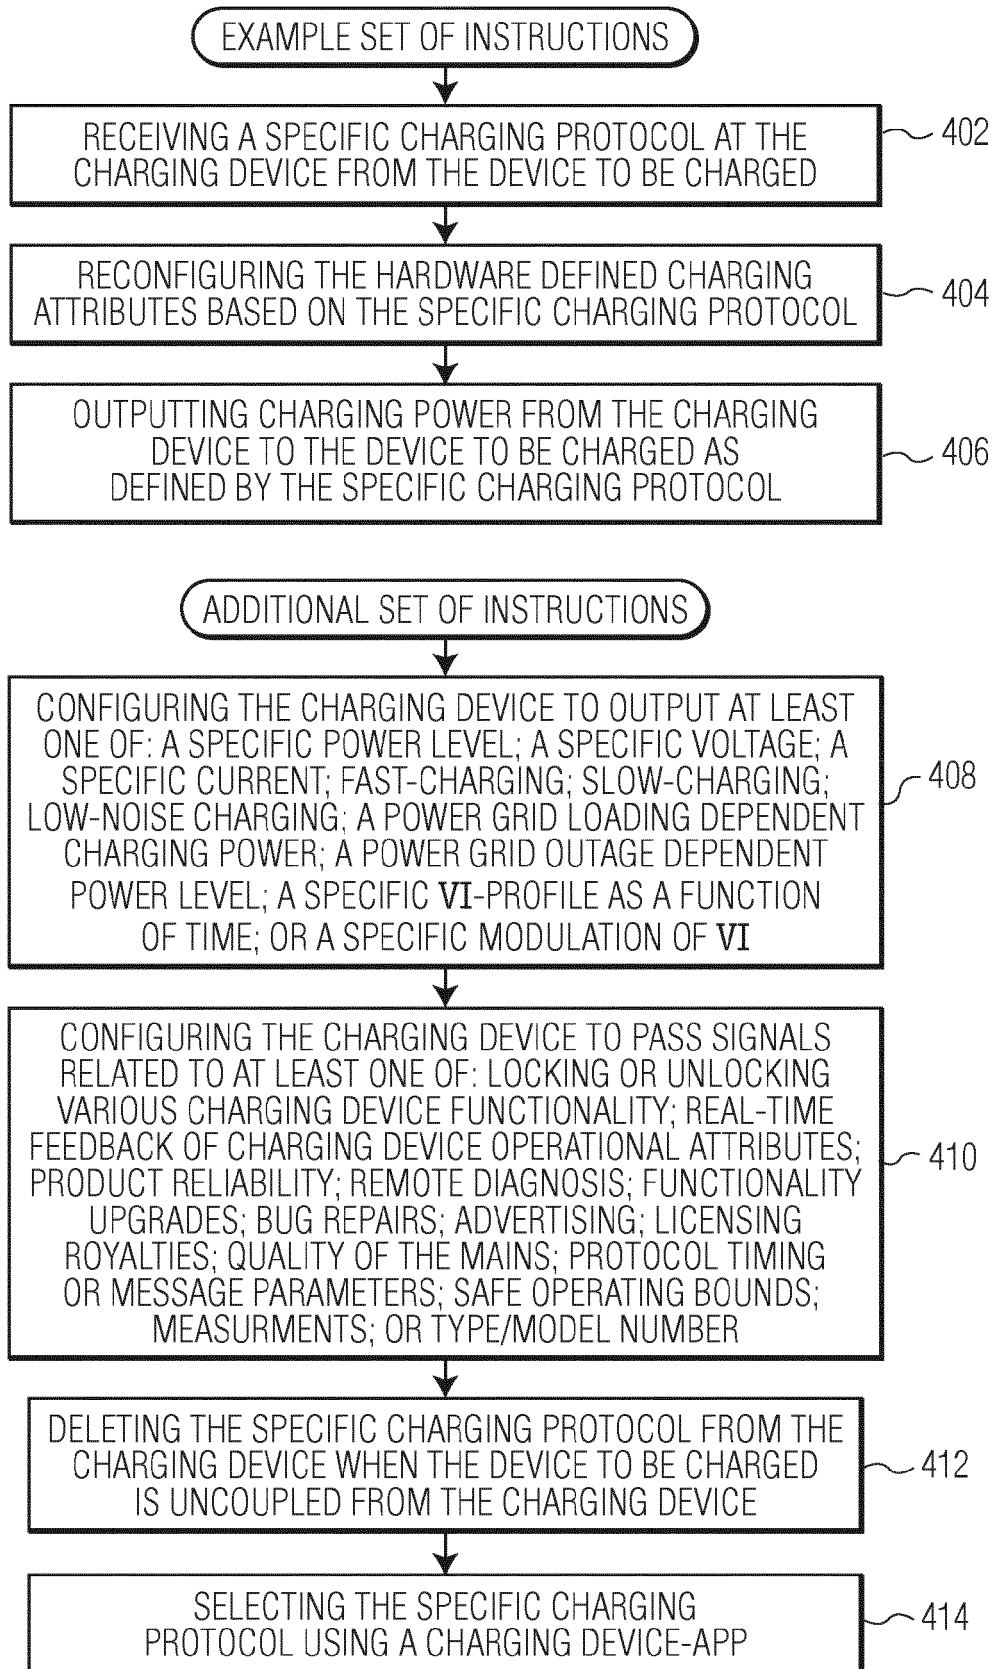 EXAMPLE SET OF INSTRUCTIONS
RECEIVING A SPECIFIC CHARGING PROTOCOL AT THE
CHARGING DEVICE FROM THE DEVICE TO BE CHARGED
402
RECONFIGURING THE HARDWARE DEFINED CHARGING
ATTRIBUTES BASED ON THE SPECIFIC CHARGING PROTOCOL
404
OUTPUTTING CHARGING POWER FROM THE CHARGING
DEVICE TO THE DEVICE TO BE CHARGED AS
DEFINED BY THE SPECIFIC CHARGING PROTOCOL
406
ADDITIONAL SET OF INSTRUCTIONS
CONFIGURING THE CHARGING DEVICE TO OUTPUT AT LEAST
ONE OF: A SPECIFIC POWER LEVEL; A SPECIFIC VOLTAGE; A
SPECIFIC CURRENT; FAST-CHARGING; SLOW-CHARGING;
LOW-NOISE CHARGING; A POWER GRID LOADING DEPENDENT
CHARGING POWER; A POWER GRID OUTAGE DEPENDENT
POWER LEVEL; A SPECIFIC VI-PROFILE AS A FUNCTION
OF TIME; OR A SPECIFIC MODULATION OF VI
408
CONFIGURING THE CHARGING DEVICE TO PASS SIGNALS
RELATED TO AT LEAST ONE OF: LOCKING OR UNLOCKING
VARIOUS CHARGING DEVICE FUNCTIONALITY; REAL-TIME
FEEDBACK OF CHARGING DEVICE OPERATIONAL ATTRIBUTES;
PRODUCT RELIABILITY; REMOTE DIAGNOSIS; FUNCTIONALITY
UPGRADES; BUG REPAIRS; ADVERTISING; LICENSING
ROYALTIES; QUALITY OF THE MAINS; PROTOCOL TIMING
OR MESSAGE PARAMETERS; SAFE OPERATING BOUNDS;
MEASURMENTS; OR TYPE/MODEL NUMBER
410
DELETING THE SPECIFIC CHARGING PROTOCOL FROM THE
CHARGING DEVICE WHEN THE DEVICE TO BE CHARGED
IS UNCOUPLED FROM THE CHARGING DEVICE
412
SELECTING THE SPECIFIC CHARGING
PROTOCOL USING A CHARGING DEVICE-APP
414